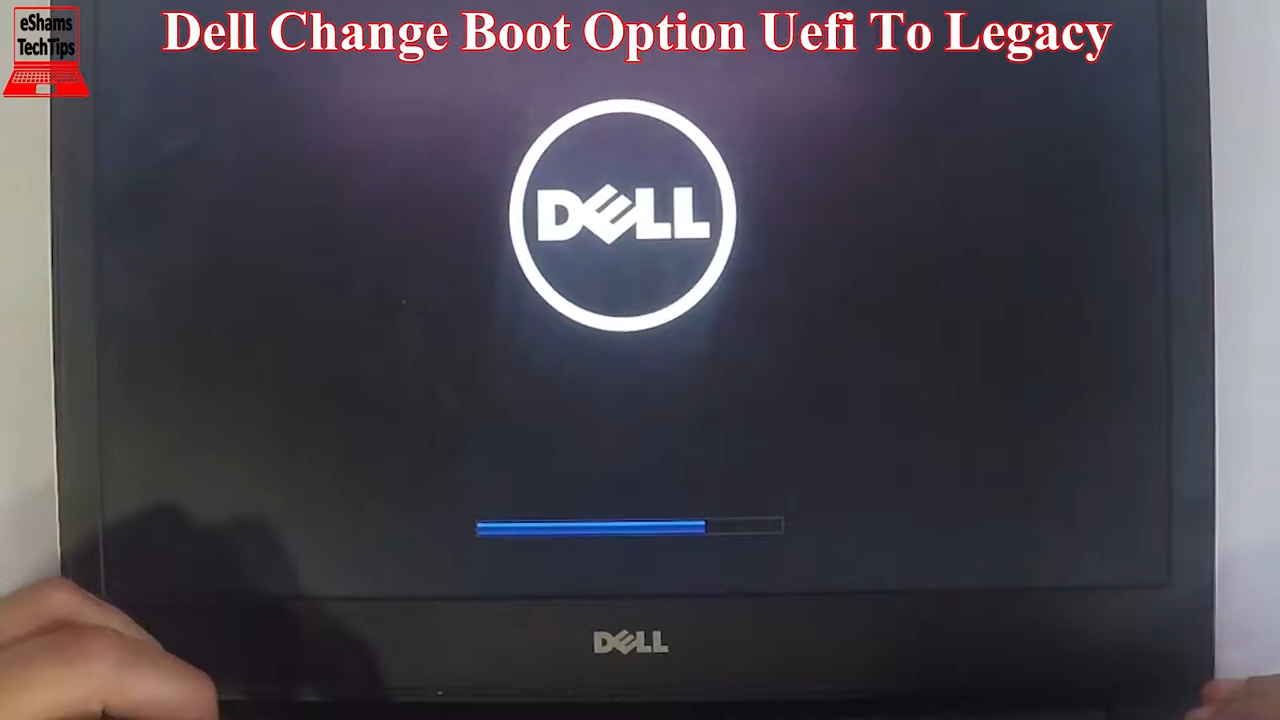 eShams
TechTips
Dell Change Boot Option Uefi To Legacy
DELL
DELL